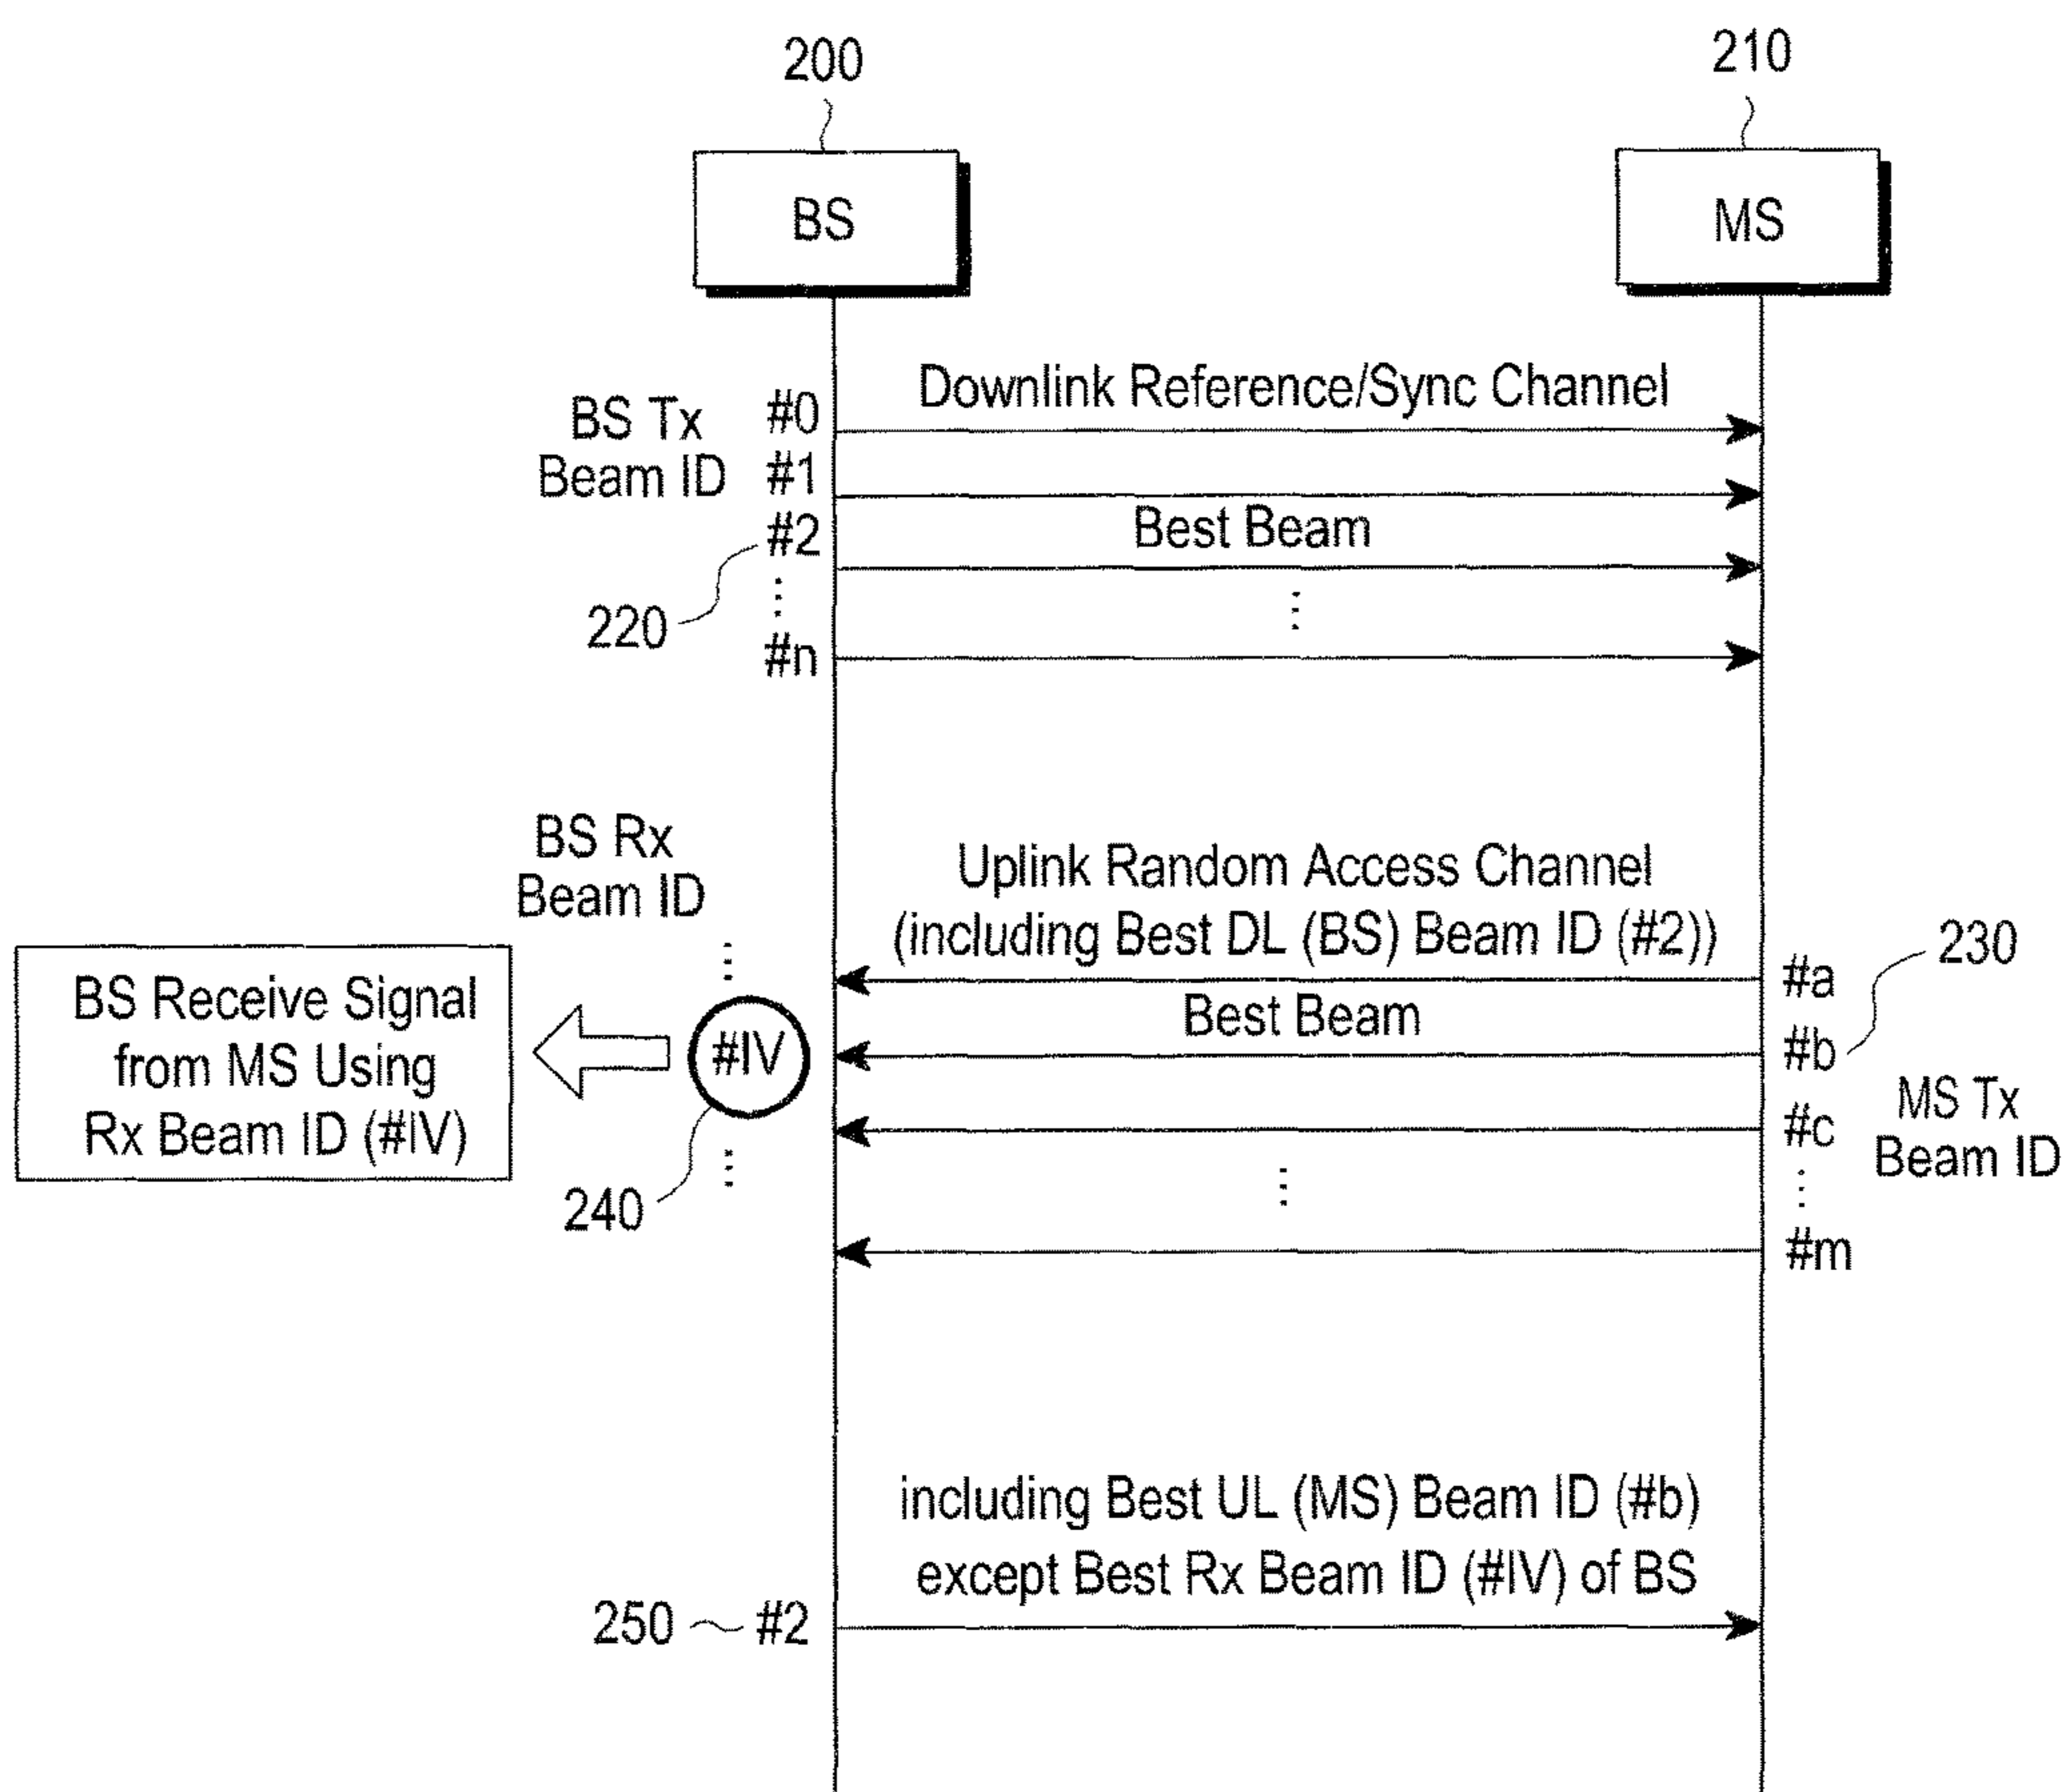 200
210
BS
MS
Downlink Reference/Sync Channel
BS Tx
Beam ID
#0
#1
#2
Best Beam
220
#n
BS Rx
Beam ID
Uplink Random Access Channel
(including Best DL (BS) Beam ID (#2))
230
#a
Best Beam
#b
BS Receive Signal
from MS Using
Rx Beam ID (#IV)
#IV
MS Tx
Beam ID
#c
240
#m
including Best UL (MS) Beam ID (#b)
except Best Rx Beam ID (#IV) of BS
250
#2